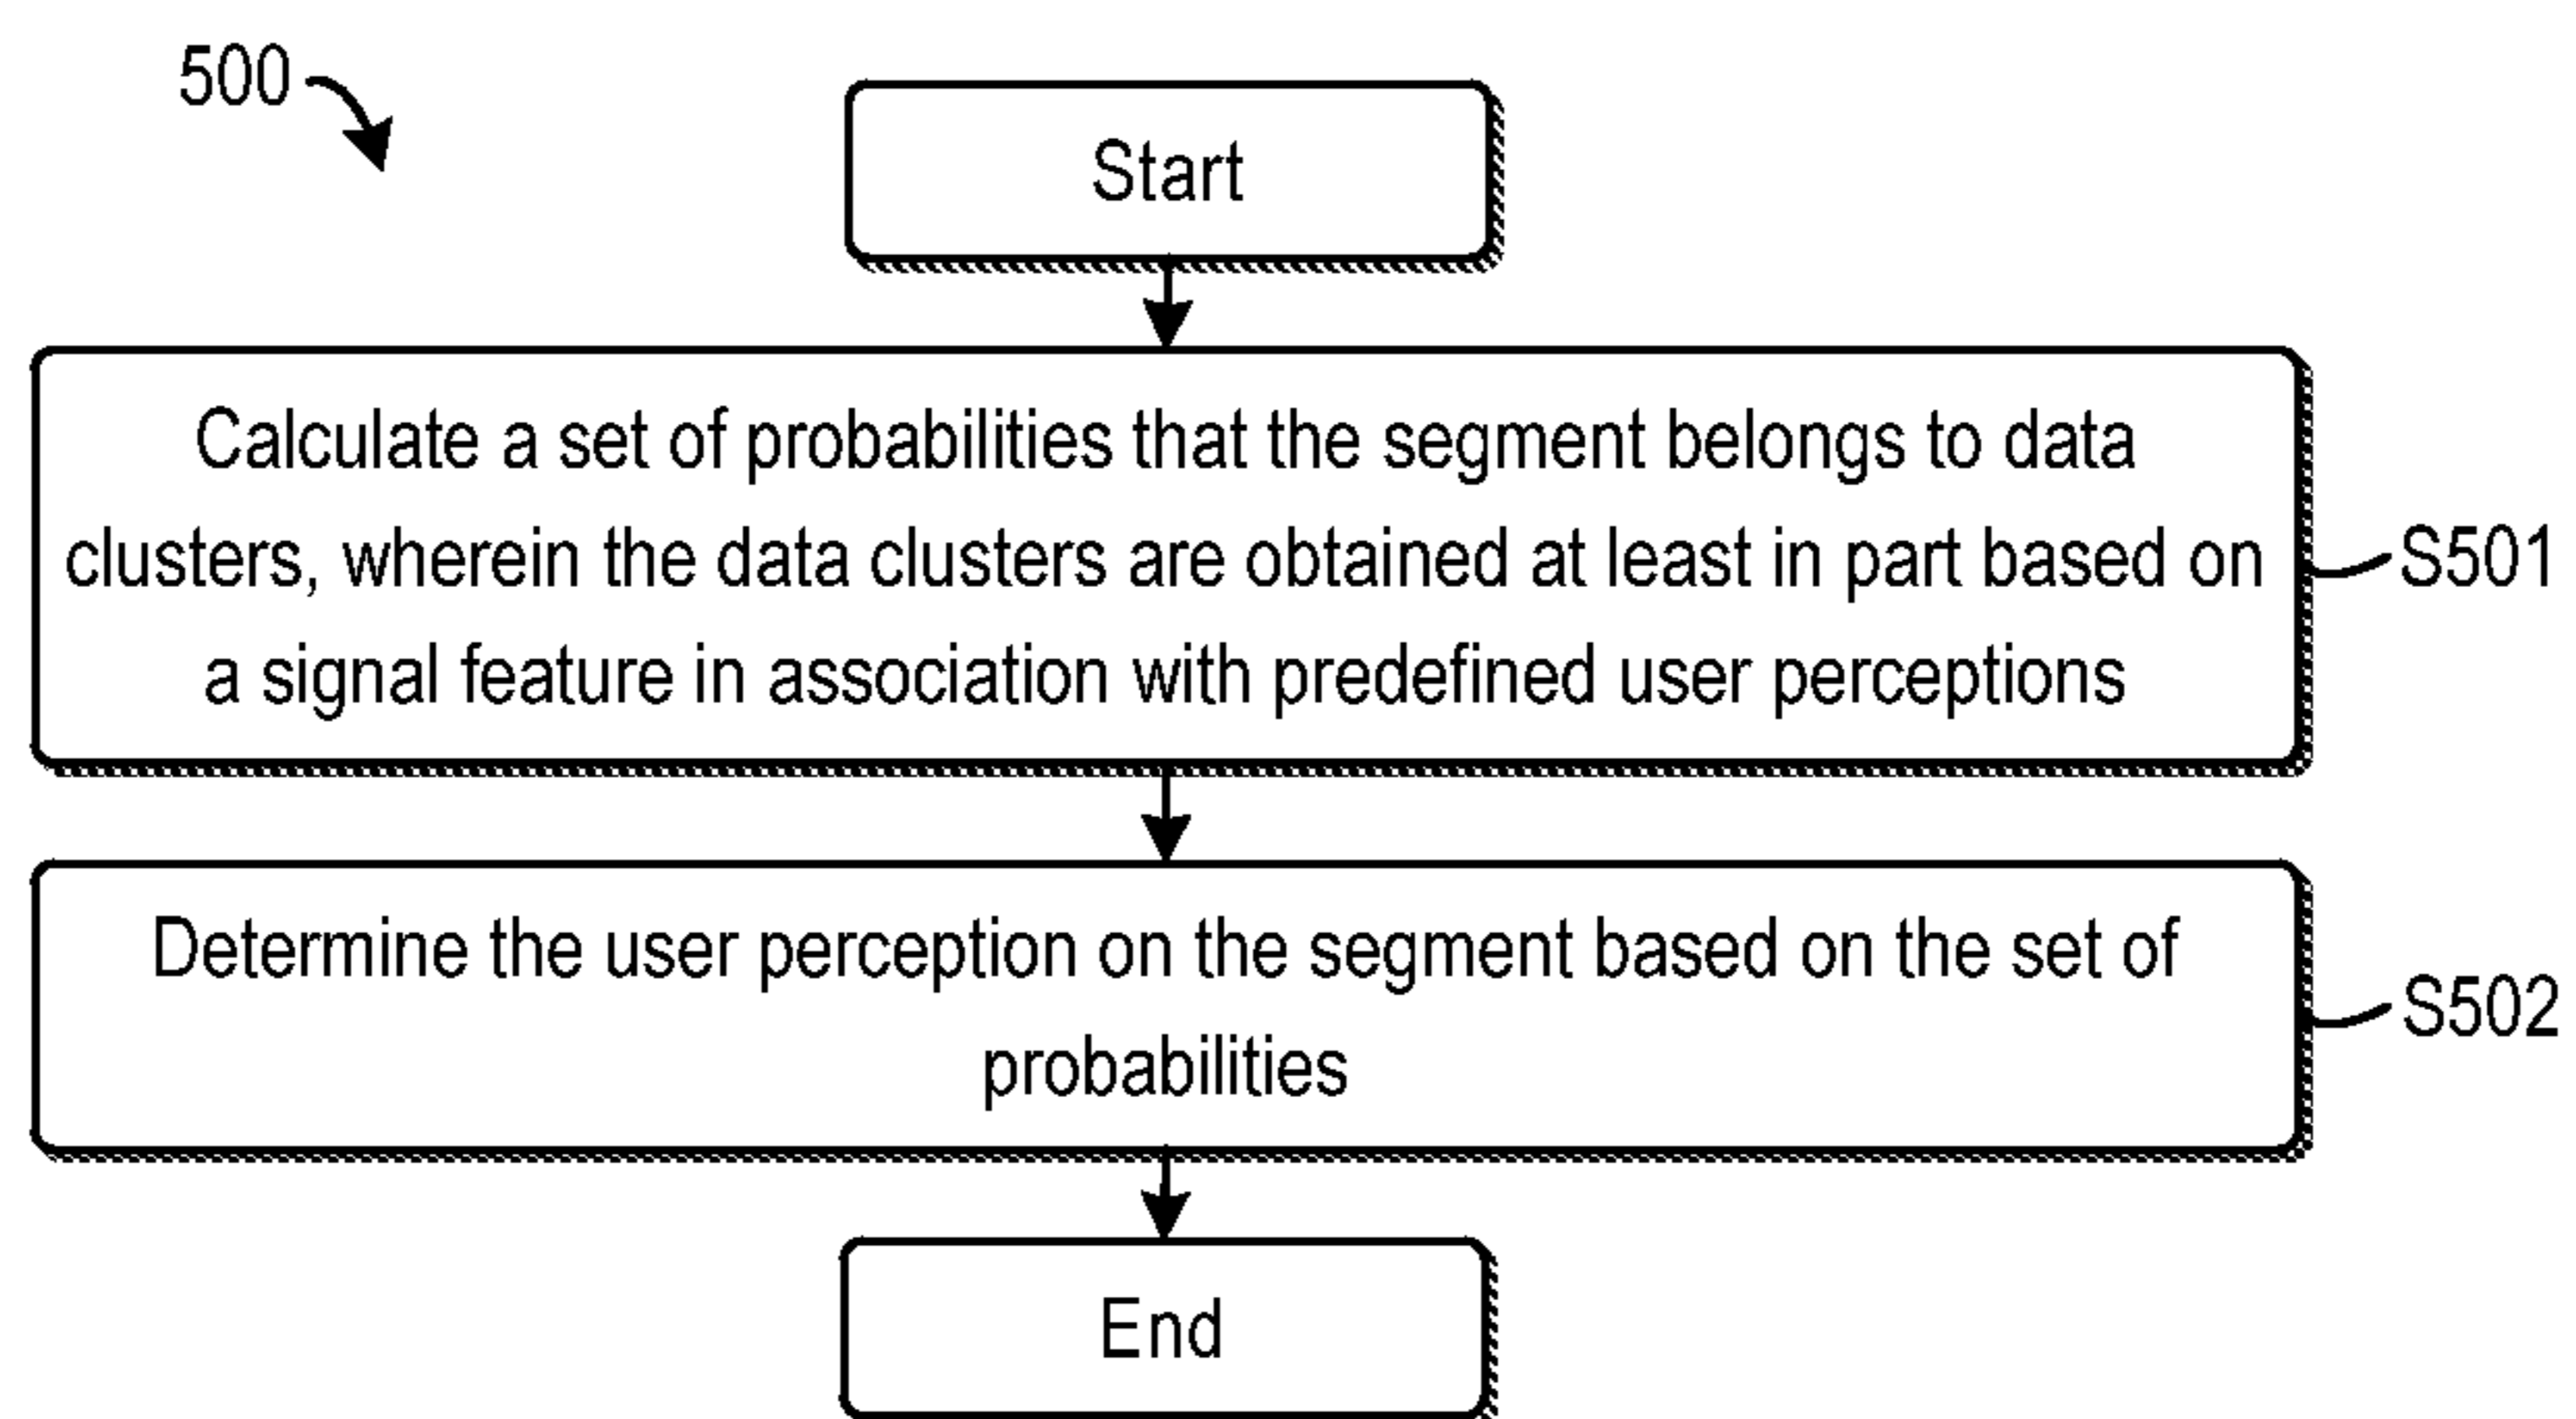 500
Start
Calculate a set of probabilities that the segment belongs to data
clusters, wherein the data clusters are obtained at least in part based on
a signal feature in association with predefined user perceptions
S501
Determine the user perception on the segment based on the set of
probabilities
S502
End